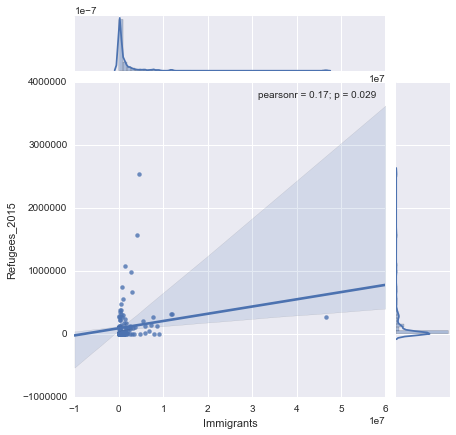 1e−7
1e7
pearsonr = 0.17; p = 0.029
4000000
3000000
2000000
1000000
0
−1000000
Refugees_2015
−1 0 1 2 3 4 5 6
1e7
Immigrants